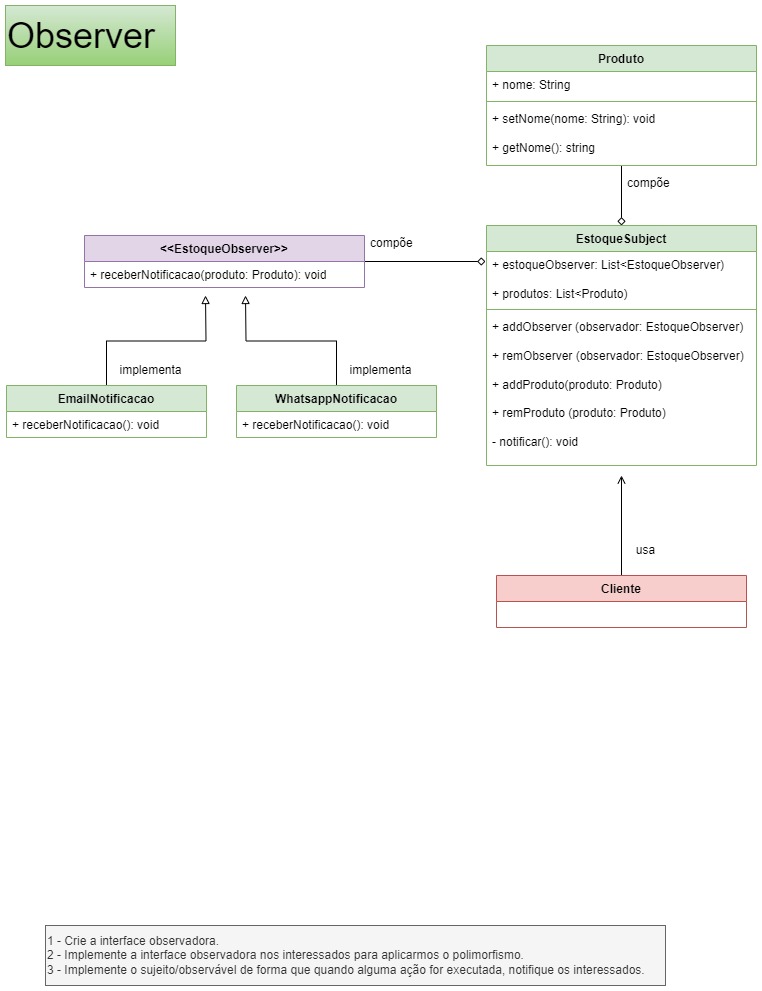 Observer
Produto
+ nome: String
+ setNome(nome: String): void
+ getNome(): string
compõe
<<EstoqueObserver>>
+ receberNotificacao(produto: Produto): void
compõe
EstoqueSubject
+ estoqueObserver: List<EstoqueObserver)
+ produtos: List<Produto)
+ addObserver (observador: EstoqueObserver)
+ remObserver (observador: EstoqueObserver)
+ addProduto(produto: Produto)
+ remProduto (produto: Produto)
- notificar(): void
implementa
implementa
EmailNotificacao
+ receberNotificacao(): void
WhatsappNotificacao
+ receberNotificacao(): void
usa
Cliente
1 - Crie a interface observadora.
2 - Implemente a interface observadora nos interessados para aplicarmos o polimorfismo.
3 - Implemente o sujeito/observável de forma que quando alguma ação for executada, notifique os interessados.